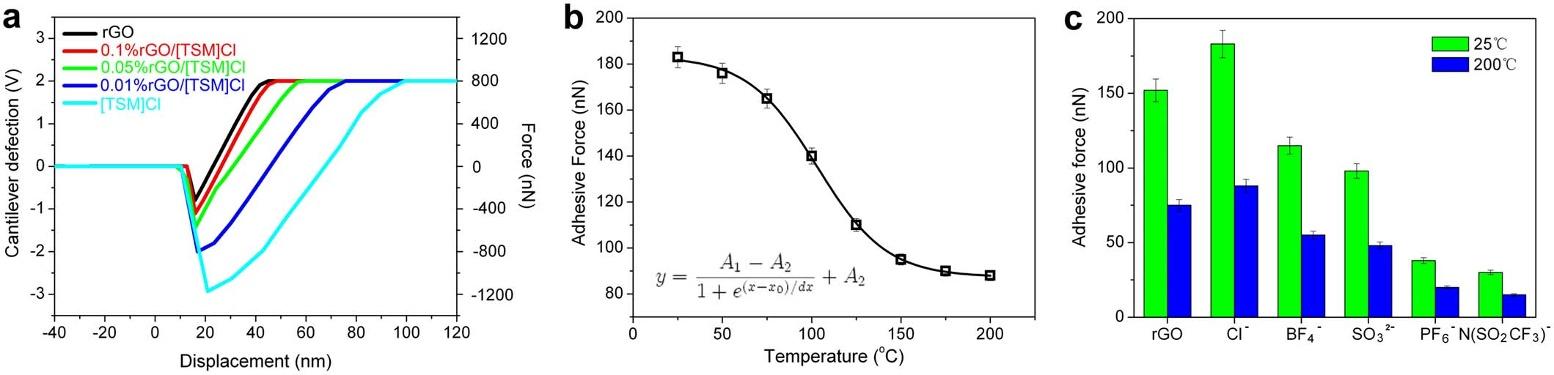 a
3
2
1
0
-1
-2
-3
Cantilever defection (V)
rGO
0.1%rGO/[TSM]Cl
0.05%rGO/[TSM]Cl
0.01%rGO/[TSM]Cl
[TSM]Cl
1200
800
400
0
-400
-800
-1200
Force (nN)
-40 -20 0 20 40 60 80 100 120
Displacement (nm)
b
200
180
160
140
120
100
80
Adhesive Force (nN)
y = (A₁ − A₂) / (1 + e^((x−x₀)/dx)) + A₂
0 50 100 150 200
Temperature (°C)
c
200
150
100
50
0
Adhesive force (nN)
25℃
200℃
rGO Cl⁻ BF₄⁻ SO₃²⁻ PF₆⁻ N(SO₂CF₃)⁻